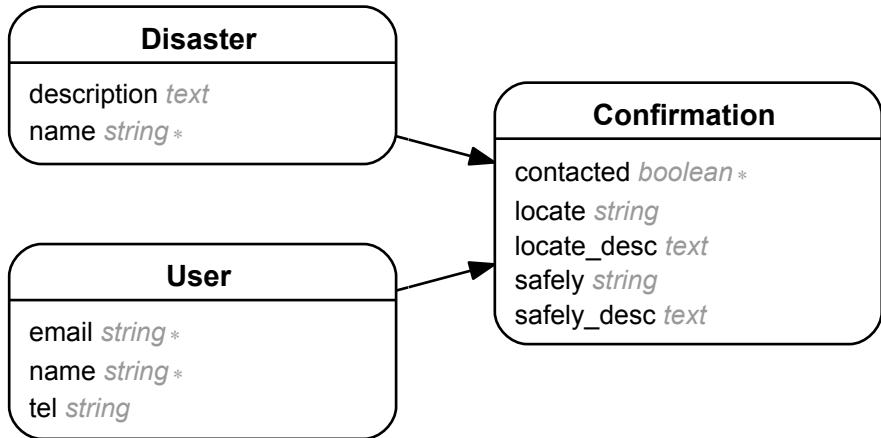 Disaster
description text
name string *
Confirmation
contacted boolean *
locate string
locate_desc text
safely string
safely_desc text
User
email string *
name string *
tel string